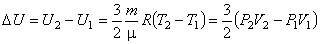 ΔU = U₂ − U₁ = 3/2 m/μ R(T₂ − T₁) = 3/2 (P₂V₂ − P₁V₁)